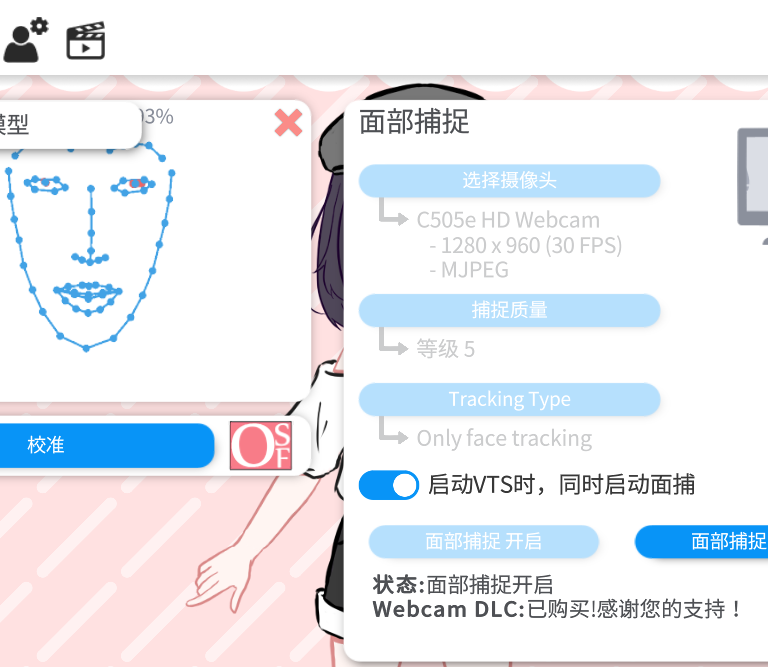 模型
93%
面部捕捉
选择摄像头
C505e HD Webcam
- 1280 x 960 (30 FPS)
- MJPEG
捕捉质量
等级 5
Tracking Type
Only face tracking
校准
OSF
启动VTS时，同时启动面捕
面部捕捉 开启
面部捕捉
状态:面部捕捉开启
Webcam DLC:已购买!感谢您的支持！